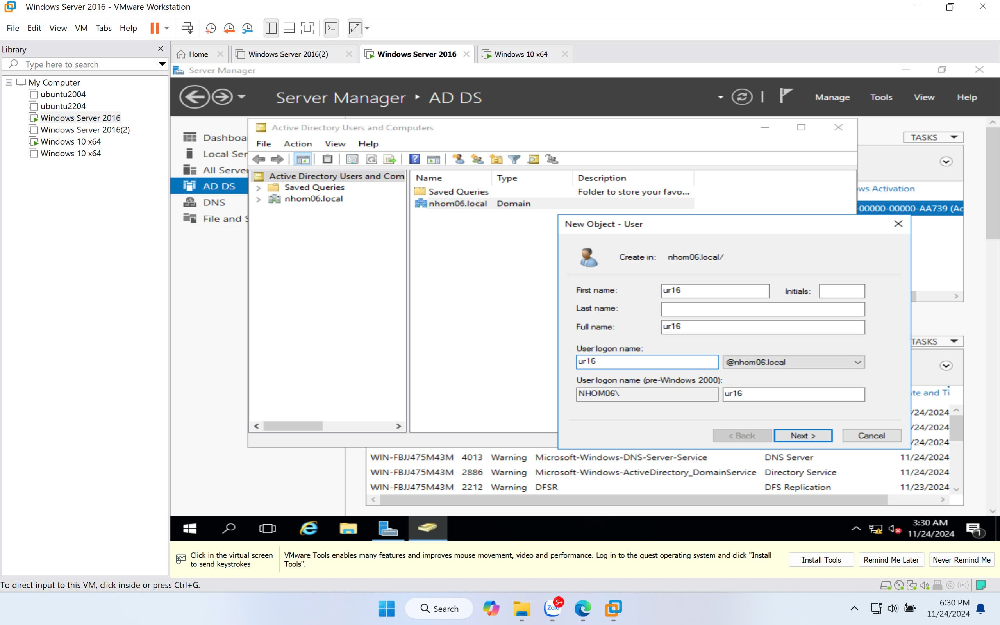 Windows Server 2016 - VMware Workstation
File Edit View VM Tabs Help
Library
Type here to search
My Computer
ubuntu2004
ubuntu2204
Windows Server 2016
Windows Server 2016(2)
Windows 10 x64
Windows 10 x64
Home
Windows Server 2016(2)
Windows Server 2016
Windows 10 x64
Server Manager
Server Manager ‣ AD DS
Manage Tools View Help
Dashboa
Local Ser
All Server
AD DS
DNS
File and S
Active Directory Users and Computers
File Action View Help
Active Directory Users and Com
Saved Queries
nhom06.local
Name Type Description
Saved Queries Folder to store your favo...
nhom06.local Domain
TASKS
ws Activation
-00000-00000-AA739 (Ac
New Object - User
Create in: nhom06.local/
First name: ur16 Initials:
Last name:
Full name: ur16
User logon name:
ur16 @nhom06.local
User logon name (pre-Windows 2000):
NHOM06\ ur16
< Back Next > Cancel
TASKS
te and Ti
/24/2024
/24/2024
/24/2024
WIN-FBJJ475M43M 4013 Warning Microsoft-Windows-DNS-Server-Service DNS Server 11/24/2024
WIN-FBJJ475M43M 2886 Warning Microsoft-Windows-ActiveDirectory_DomainService Directory Service 11/24/2024
WIN-FBJJ475M43M 2212 Warning DFSR DFS Replication 11/23/2024
3:30 AM
11/24/2024
1
Click in the virtual screen
to send keystrokes
VMware Tools enables many features and improves mouse movement, video and performance. Log in to the guest operating system and click "Install
Tools".
Install Tools Remind Me Later Never Remind Me
To direct input to this VM, click inside or press Ctrl+G.
Search
Zalo
5+
6:30 PM
11/24/2024